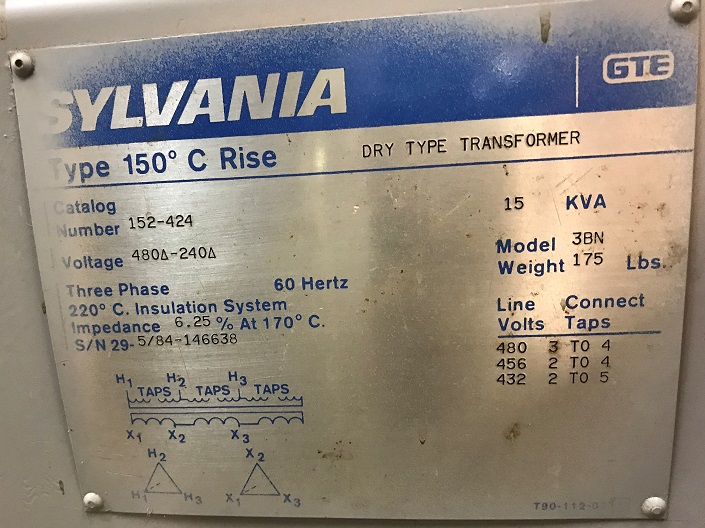 SYLVANIA
GTE
Type 150° C Rise
DRY TYPE TRANSFORMER
Catalog
Number 152-424
15 KVA
Voltage 480Δ-240Δ
Model 3BN
Weight 175 Lbs.
Three Phase 60 Hertz
220° C. Insulation System
Impedance 6.25 % At 170° C.
S/N 29-5/84-146638
Line Connect
Volts Taps
480 3 TO 4
456 2 TO 4
432 2 TO 5
H1 H2 H3
TAPS TAPS TAPS
X1 X2 X3
H2 X2
H1 H3 X1 X3